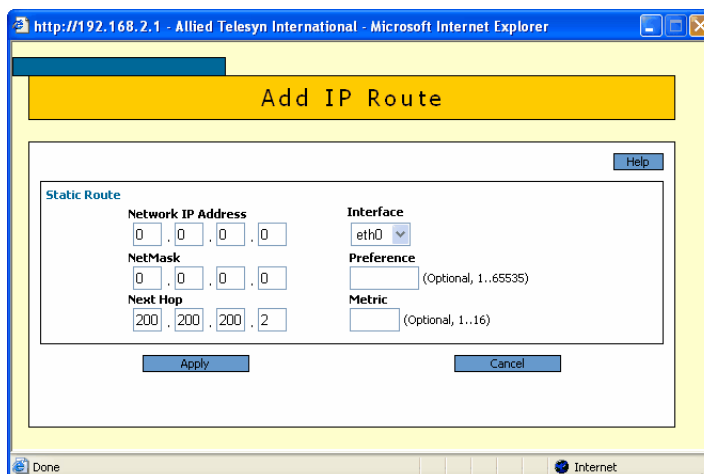 http://192.168.2.1 - Allied Telesyn International - Microsoft Internet Explorer
Add IP Route
Help
Static Route
Network IP Address
0 . 0 . 0 . 0
Interface
eth0
NetMask
0 . 0 . 0 . 0
Preference
(Optional, 1..65535)
Next Hop
200 . 200 . 200 . 2
Metric
(Optional, 1..16)
Apply
Cancel
Done
Internet